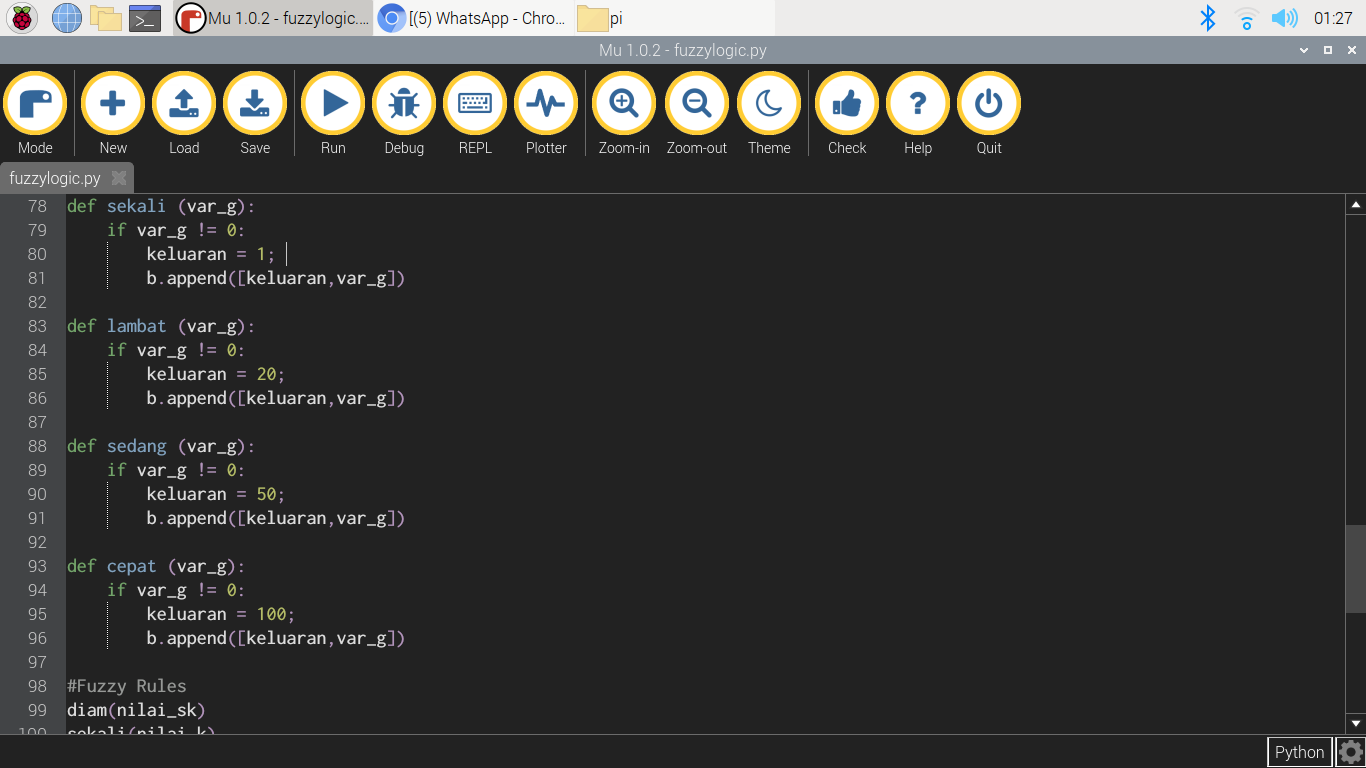 Mu 1.0.2 - fuzzylogic.... [(5) WhatsApp - Chro... pi 01:27
Mu 1.0.2 - fuzzylogic.py
Mode New Load Save Run Debug REPL Plotter Zoom-in Zoom-out Theme Check Help Quit
fuzzylogic.py
78 def sekali (var_g):
79 if var_g != 0:
80 keluaran = 1;
81 b.append([keluaran,var_g])
82
83 def lambat (var_g):
84 if var_g != 0:
85 keluaran = 20;
86 b.append([keluaran,var_g])
87
88 def sedang (var_g):
89 if var_g != 0:
90 keluaran = 50;
91 b.append([keluaran,var_g])
92
93 def cepat (var_g):
94 if var_g != 0:
95 keluaran = 100;
96 b.append([keluaran,var_g])
97
98 #Fuzzy Rules
99 diam(nilai_sk)
100 sekali(nilai_k)
Python